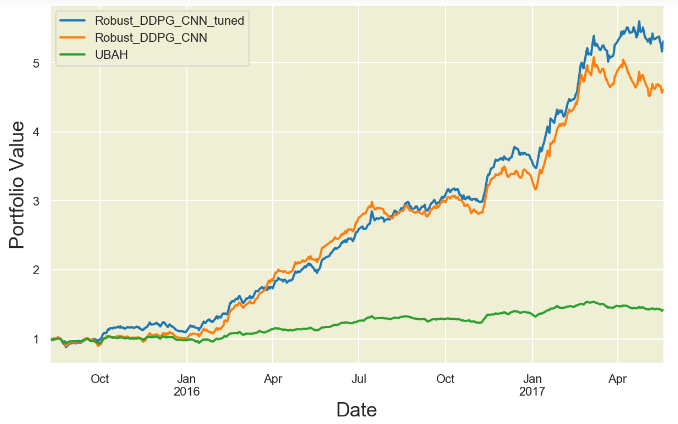 Robust_DDPG_CNN_tuned
Robust_DDPG_CNN
UBAH
Portfolio Value
5
4
3
2
1
Oct
Jan
2016
Apr
Jul
Oct
Jan
2017
Apr
Date